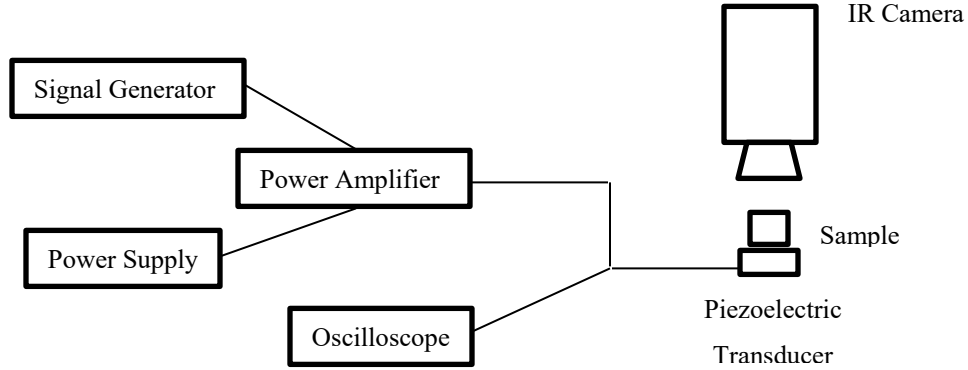 IR Camera
Signal Generator
Power Amplifier
Sample
Power Supply
Piezoelectric
Transducer
Oscilloscope